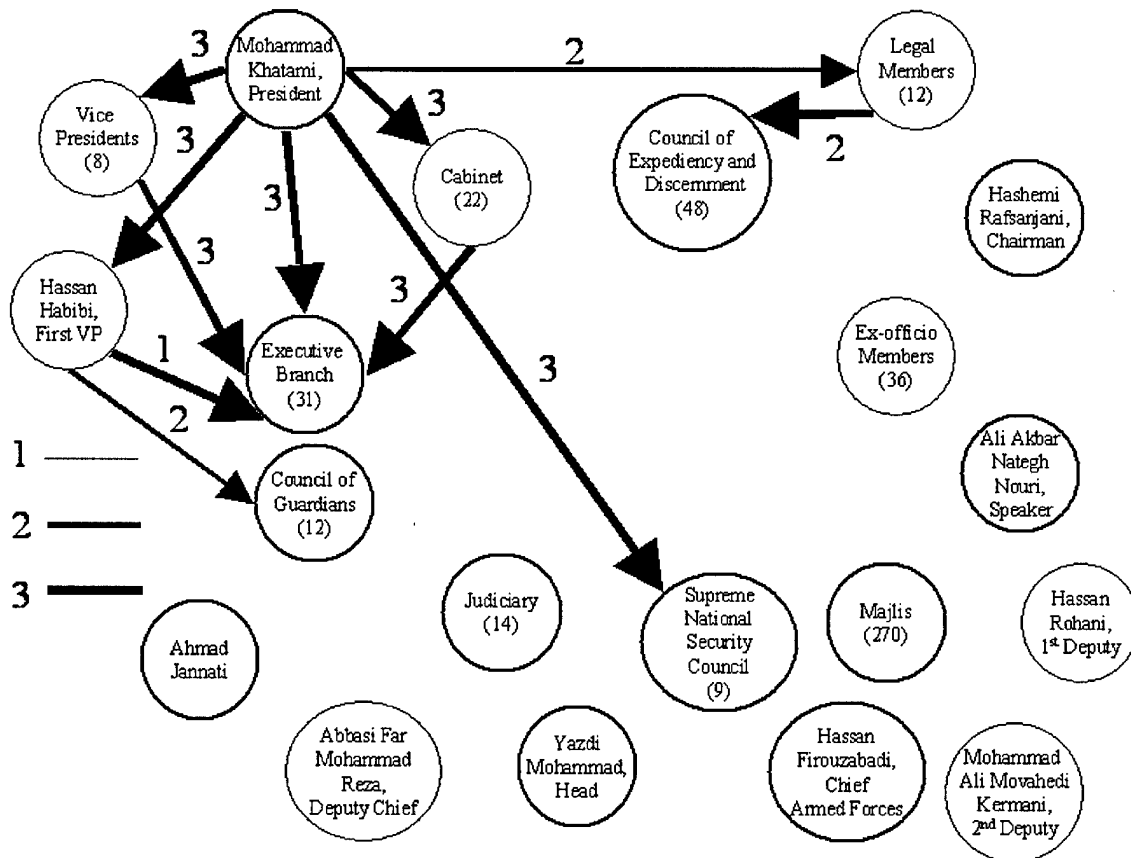 3
Mohammad
Khatami,
President
2
Legal
Members
(12)
Vice
Presidents
(8)
3
3
Cabinet
(22)
Council of
Expediency and
Discernment
(48)
2
3
Hashemi
Rafsanjani,
Chairman
3
Hassan
Habibi,
First VP
3
1
Executive
Branch
(31)
3
Ex-officio
Members
(36)
2
Ali Akbar
Nategh
Nouri,
Speaker
1
Council of
Guardians
(12)
2
3
Judiciary
(14)
Supreme
National
Security
Council
(9)
Majlis
(270)
Hassan
Rohani,
1st Deputy
Ahmad
Jannati
Abbasi Far
Mohammad
Reza,
Deputy Chief
Yazdi
Mohammad,
Head
Hassan
Firouzabadi,
Chief
Armed Forces
Mohammad
Ali Movahedi
Kermani,
2nd Deputy
3